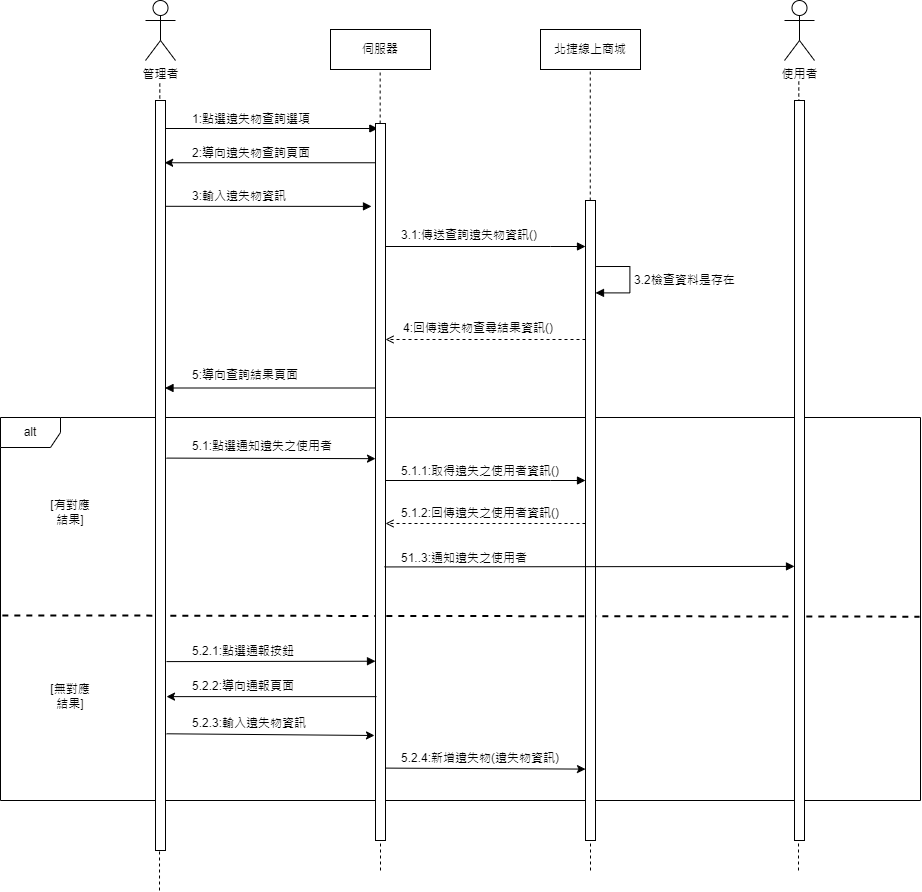 管理者
伺服器
北捷線上商城
使用者
1:點選遺失物查詢選項
2:導向遺失物查詢頁面
3:輸入遺失物資訊
3.1:傳送查詢遺失物資訊()
3.2檢查資料是存在
4:回傳遺失物查尋結果資訊()
5:導向查詢結果頁面
alt
5.1:點選通知遺失之使用者
5.1.1:取得遺失之使用者資訊()
[有對應
結果]
5.1.2:回傳遺失之使用者資訊()
51..3:通知遺失之使用者
5.2.1:點選通報按鈕
[無對應
結果]
5.2.2:導向通報頁面
5.2.3:輸入遺失物資訊
5.2.4:新增遺失物(遺失物資訊)